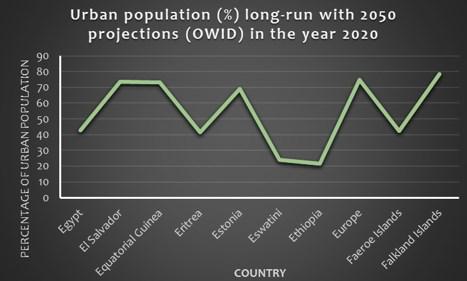 Urban population (%) long-run with 2050
projections (OWID) in the year 2020
PERCENTAGE OF URBAN POPULATION
90
80
70
60
50
40
30
20
10
0
Egypt
El Salvador
Equatorial Guinea
Eritrea
Estonia
Eswatini
Ethiopia
Europe
Faeroe Islands
Falkland Islands
COUNTRY